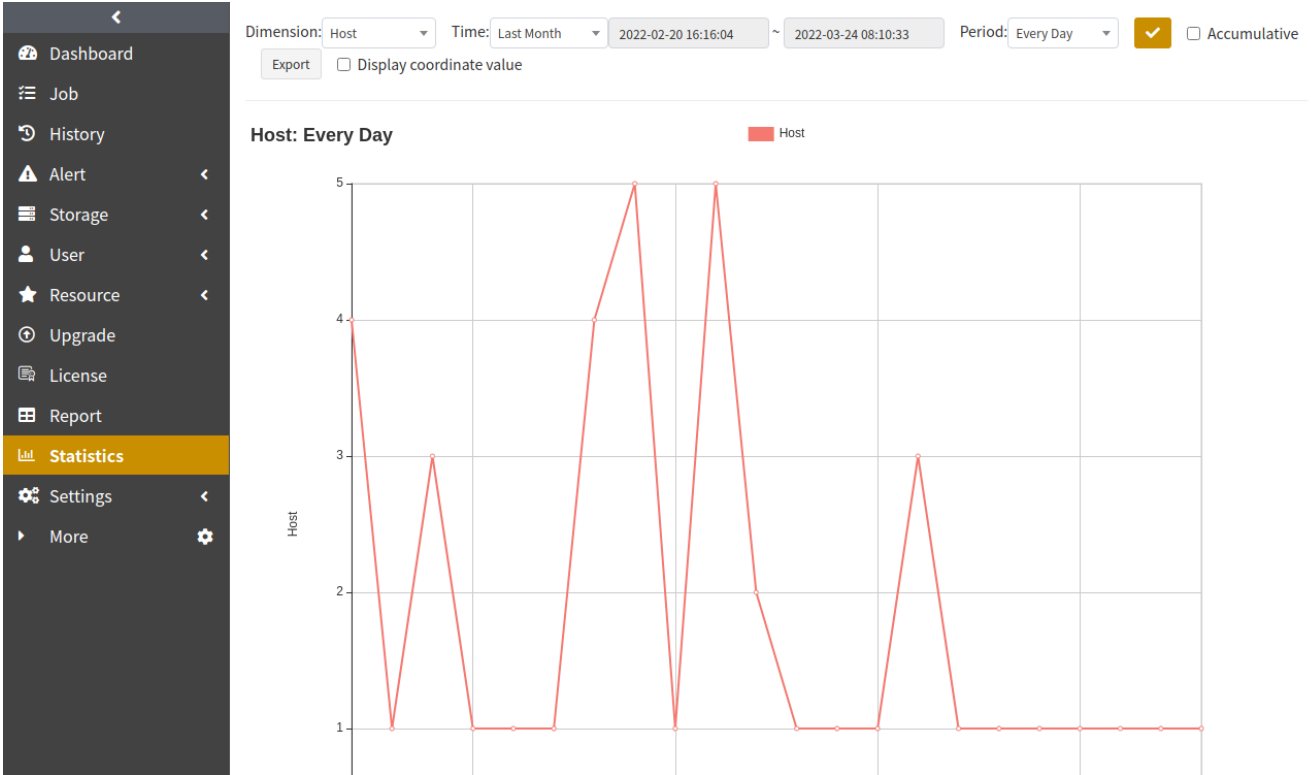 Dashboard
Job
History
Alert
Storage
User
Resource
Upgrade
License
Report
Statistics
Settings
More
Dimension: Host Time: Last Month 2022-02-20 16:16:04 ~ 2022-03-24 08:10:33 Period: Every Day Accumulative
Export Display coordinate value
Host: Every Day
Host
5
4
3
2
1
Host